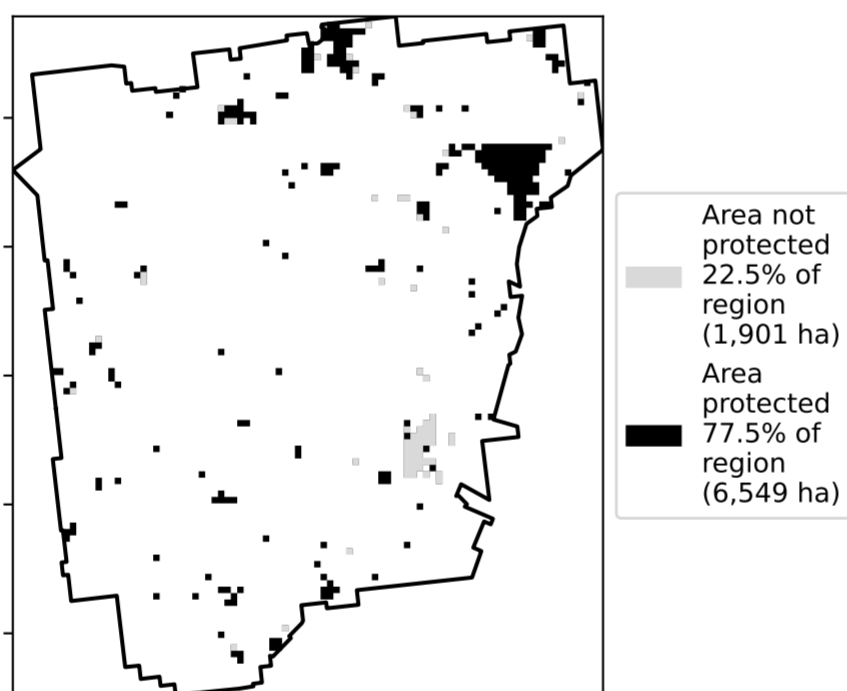 Area not
protected
22.5% of
region
(1,901 ha)
Area
protected
77.5% of
region
(6,549 ha)